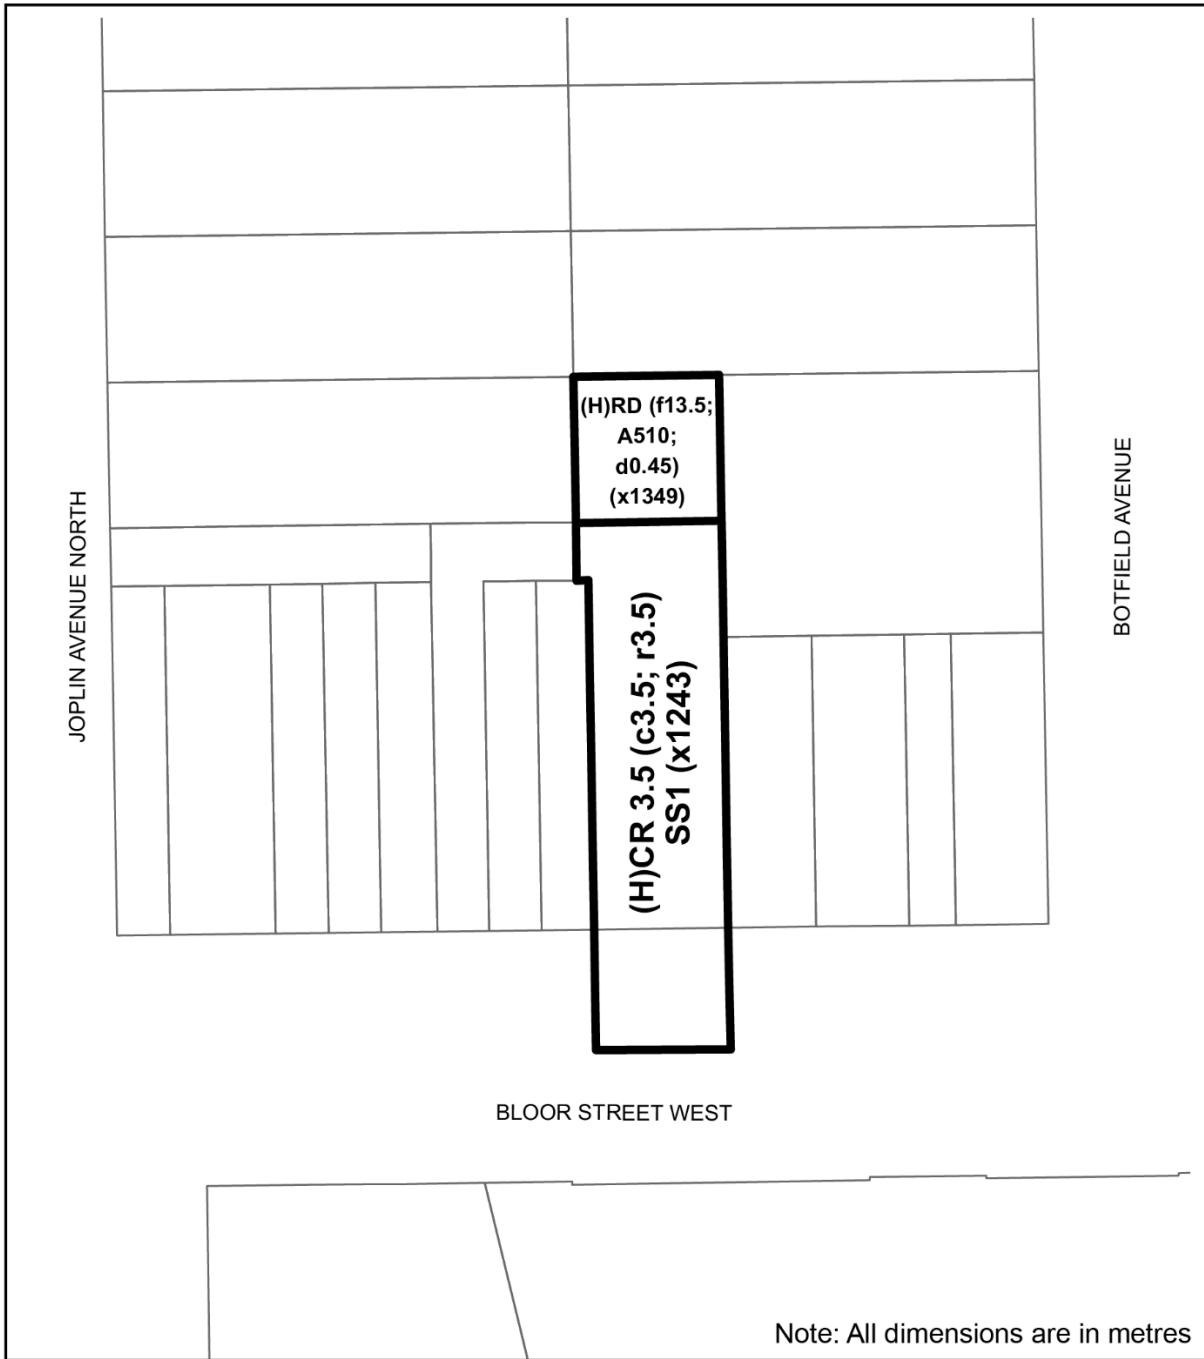 (H)RD (f13.5;
A510;
d0.45)
(x1349)
JOPLIN AVENUE NORTH
BOTFIELD AVENUE
(H)CR 3.5 (c3.5; r3.5)
SS1 (x1243)
BLOOR STREET WEST
Note: All dimensions are in metres